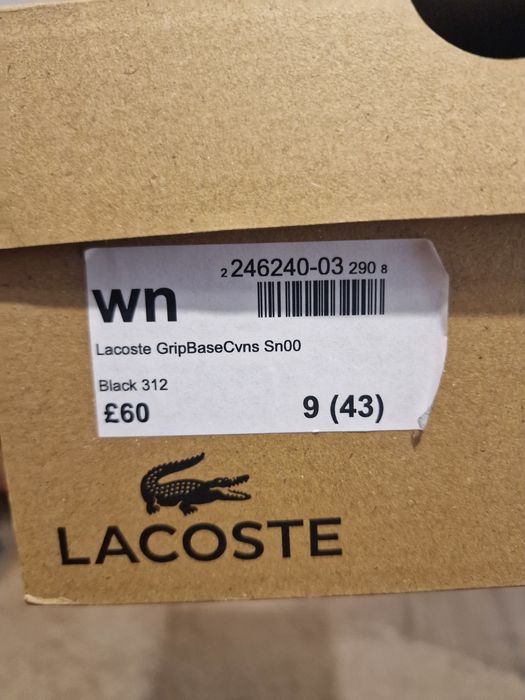 2 246240-03 290 8
wn
Lacoste GripBaseCvns Sn00
Black 312
£60 9 (43)
LACOSTE